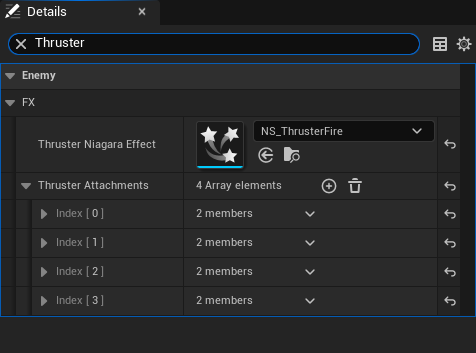 Details
Thruster
Enemy
FX
Thruster Niagara Effect
NS_ThrusterFire
Thruster Attachments 4 Array elements
Index [ 0 ] 2 members
Index [ 1 ] 2 members
Index [ 2 ] 2 members
Index [ 3 ] 2 members